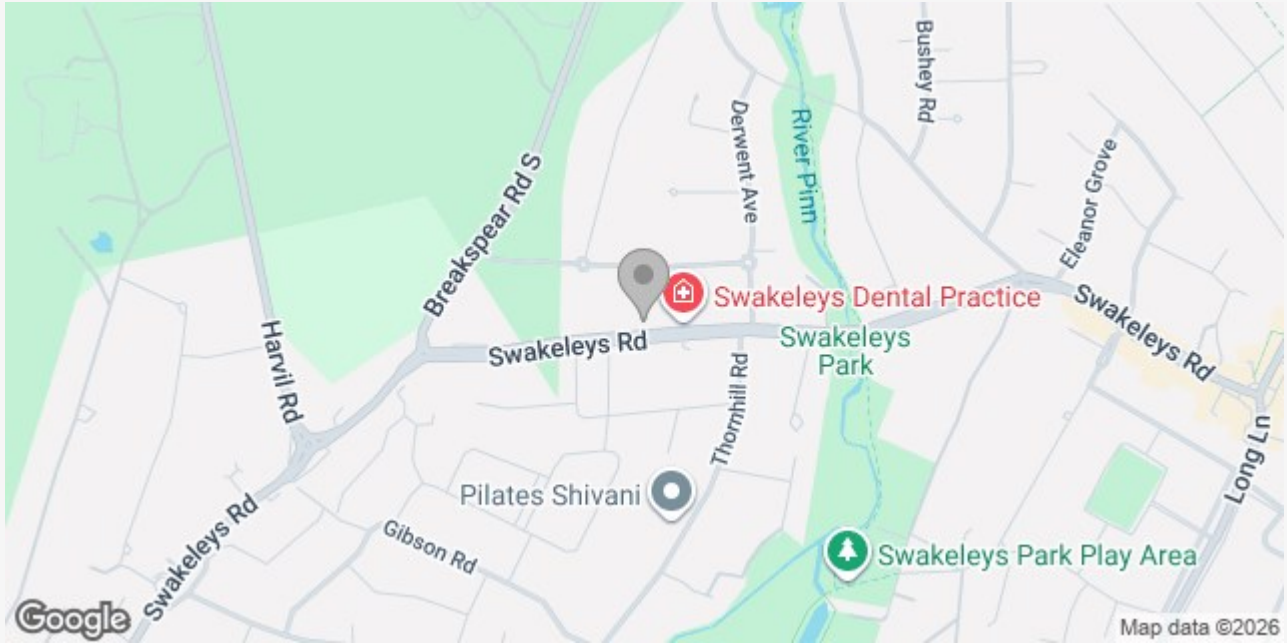 Bushey Rd
Derwent Ave
River Pinn
Eleanor Grove
Breakspear Rd S
Swakeleys Dental Practice
Swakeleys Rd
Harvil Rd
Swakeleys Rd
Swakeleys
Park
Thornhill Rd
Long Ln
Pilates Shivani
Swakeleys Rd
Gibson Rd
Swakeleys Park Play Area
Google
Map data ©2026